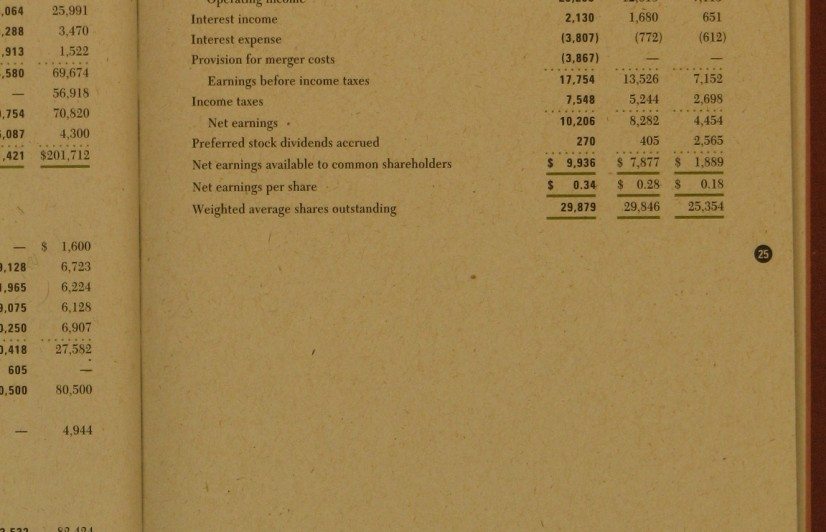 ,064 25,991
,288 3,470
,913 1,522
,580 69,674
— 56,918
,754 70,820
,087 4,300
,421 $201,712
— $ 1,600
,128 6,723
,965 6,224
,075 6,128
,250 6,907
,418 27,582
605 —
,500 80,500
— 4,944
Operating income
Interest income 2,130 1,680 651
Interest expense (3,807) (772) (612)
Provision for merger costs (3,867) — —
Earnings before income taxes 17,754 13,526 7,152
Income taxes 7,548 5,244 2,698
Net earnings 10,206 8,282 4,454
Preferred stock dividends accrued 270 405 2,565
Net earnings available to common shareholders $ 9,936 $ 7,877 $ 1,889
Net earnings per share $ 0.34 $ 0.28 $ 0.18
Weighted average shares outstanding 29,879 29,846 25,354
25